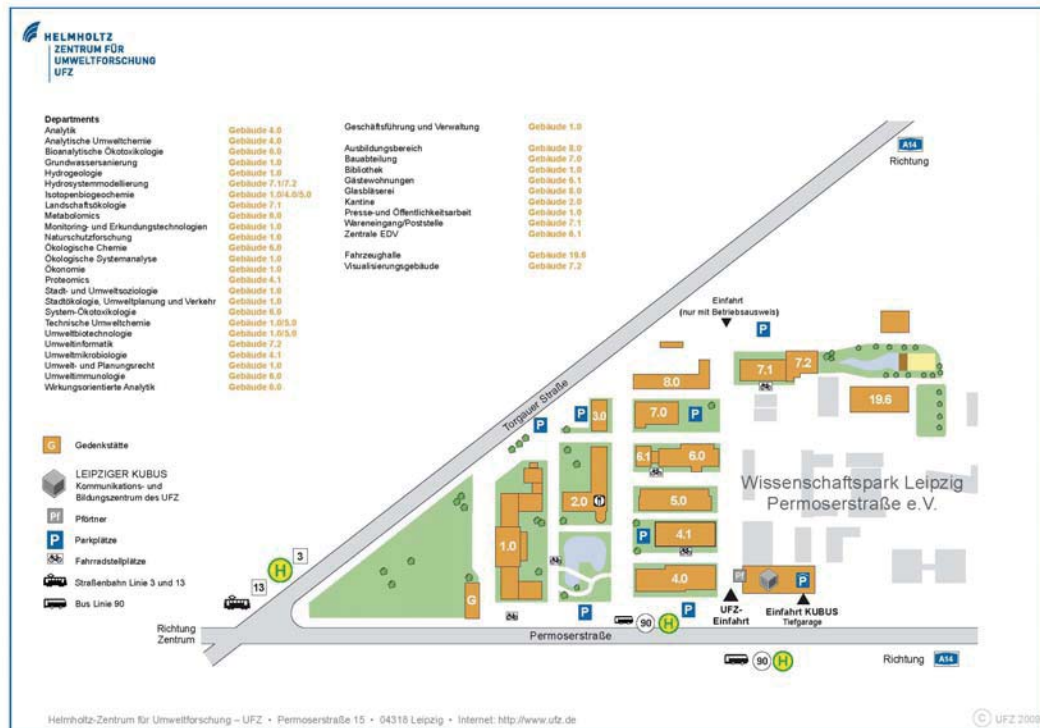 HELMHOLTZ
ZENTRUM FÜR
UMWELTFORSCHUNG
UFZ
Departments
Analytik Gebäude 4.0
Analytische Umweltchemie Gebäude 4.0
Bioanalytische Ökotoxikologie Gebäude 6.0
Grundwassersanierung Gebäude 1.0
Hydrogeologie Gebäude 1.0
Hydrosystemmodellierung Gebäude 7.1/7.2
Isotopenbiogeochemie Gebäude 1.0/4.0/5.0
Landschaftsökologie Gebäude 7.1
Metabolomics Gebäude 8.0
Monitoring- und Erkundungstechnologien Gebäude 1.0
Naturschutzforschung Gebäude 1.0
Ökologische Chemie Gebäude 6.0
Ökologische Systemanalyse Gebäude 1.0
Ökonomie Gebäude 1.0
Proteomics Gebäude 4.1
Stadt- und Umweltsoziologie Gebäude 1.0
Stadtökologie, Umweltplanung und Verkehr Gebäude 1.0
System-Ökotoxikologie Gebäude 6.0
Technische Umweltchemie Gebäude 1.0/5.0
Umweltbiotechnologie Gebäude 1.0/5.0
Umweltinformatik Gebäude 7.2
Umweltmikrobiologie Gebäude 4.1
Umwelt- und Planungsrecht Gebäude 1.0
Umweltimmunologie Gebäude 6.0
Wirkungsorientierte Analytik Gebäude 6.0
Geschäftsführung und Verwaltung Gebäude 1.0
Ausbildungsbereich Gebäude 8.0
Bauabteilung Gebäude 7.0
Bibliothek Gebäude 1.0
Gästewohnungen Gebäude 6.1
Glasbläserei Gebäude 8.0
Kantine Gebäude 2.0
Presse-und Öffentlichkeitsarbeit Gebäude 1.0
Wareneingang/Poststelle Gebäude 7.1
Zentrale EDV Gebäude 6.1
Fahrzeughalle Gebäude 19.6
Visualisierungsgebäude Gebäude 7.2
A14
Richtung
Einfahrt
(nur mit Betriebsausweis)
P
7.1
7.2
8.0
19.6
Torgauer Straße
P
P
3.0
7.0
P
6.1
6.0
2.0
5.0
1.0
P
4.1
4.0
Wissenschaftspark Leipzig
Permoserstraße e.V.
G Gedenkstätte
LEIPZIGER KUBUS
Kommunikations- und
Bildungszentrum des UFZ
Pf Pförtner
P Parkplätze
Fahrradstellplätze
Straßenbahn Linie 3 und 13
Bus Linie 90
3
H
13
G
Pf
P
P
P
UFZ-
Einfahrt
Einfahrt KUBUS
Tiefgarage
90 H
Richtung
Zentrum
Permoserstraße
90 H
Richtung A14
Helmholtz-Zentrum für Umweltforschung – UFZ • Permoserstraße 15 • 04318 Leipzig • Internet: http://www.ufz.de
© UFZ 2009